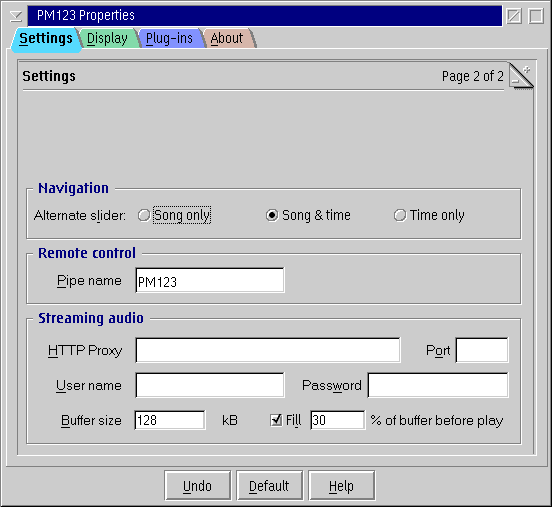 PM123 Properties
Settings Display Plug-ins About
Settings Page 2 of 2
Navigation
Alternate slider: Song only Song & time Time only
Remote control
Pipe name PM123
Streaming audio
HTTP Proxy Port
User name Password
Buffer size 128 kB Fill 30 % of buffer before play
Undo Default Help